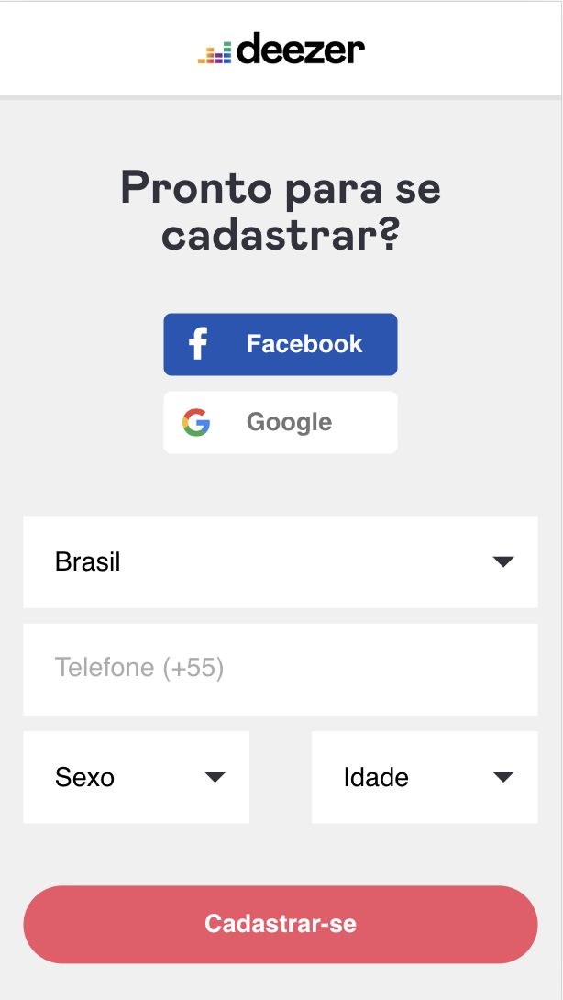 deezer
Pronto para se
cadastrar?
Facebook
Google
Brasil
Telefone (+55)
Sexo
Idade
Cadastrar-se